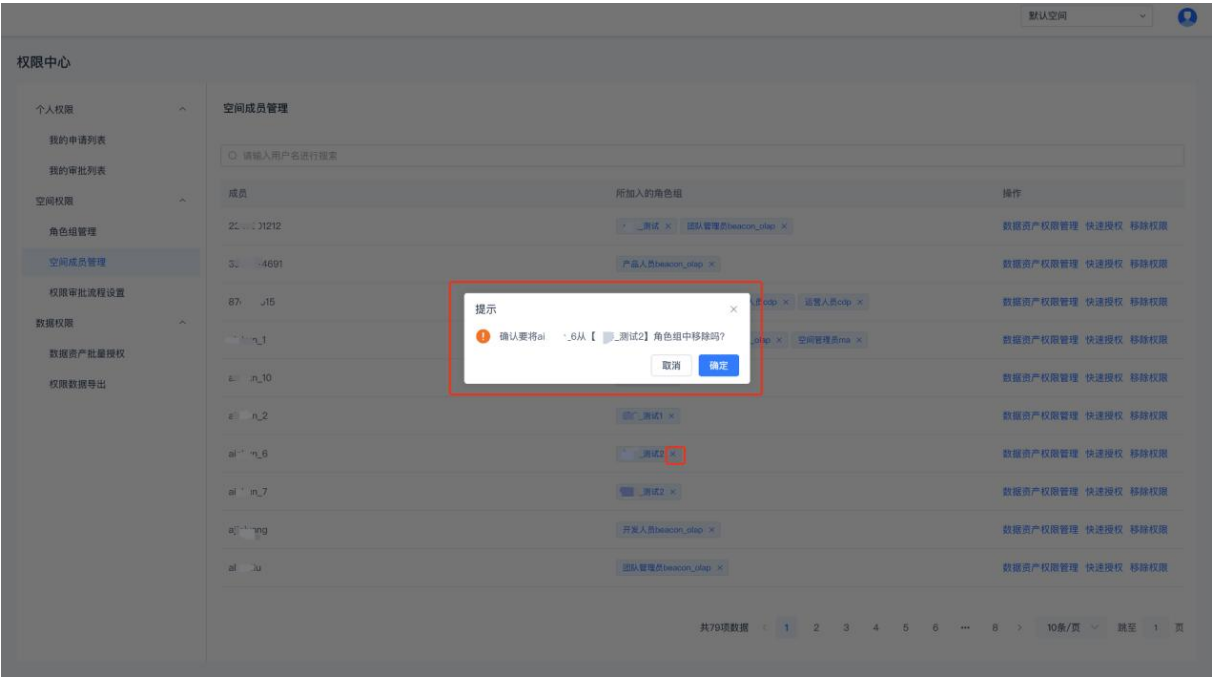 默认空间
权限中心
个人权限
我的申请列表
我的审批列表
空间权限
角色组管理
空间成员管理
权限审批流程设置
数据权限
数据资产批量授权
权限数据导出
空间成员管理
请输入用户名进行搜索
成员 所加入的角色组 操作
1212 _测试 × 团队管理员beacon_olap × 数据资产权限管理 快速授权 移除权限
4691 产品人员beacon_olap × 数据资产权限管理 快速授权 移除权限
87 15 cdp × 运营人员cdp × 数据资产权限管理 快速授权 移除权限
_1 _olap × 空间管理员ma × 数据资产权限管理 快速授权 移除权限
n_10 数据资产权限管理 快速授权 移除权限
n_2 _测试1 × 数据资产权限管理 快速授权 移除权限
ai m_6 _测试2 × 数据资产权限管理 快速授权 移除权限
ai m_7 _测试2 × 数据资产权限管理 快速授权 移除权限
ng 开发人员beacon_olap × 数据资产权限管理 快速授权 移除权限
al u 团队管理员beacon_olap × 数据资产权限管理 快速授权 移除权限
提示 ×
确认要将ai _6从【 _测试2】角色组中移除吗?
取消 确定
共79项数据 < 1 2 3 4 5 6 ••• 8 > 10条/页 跳至 1 页